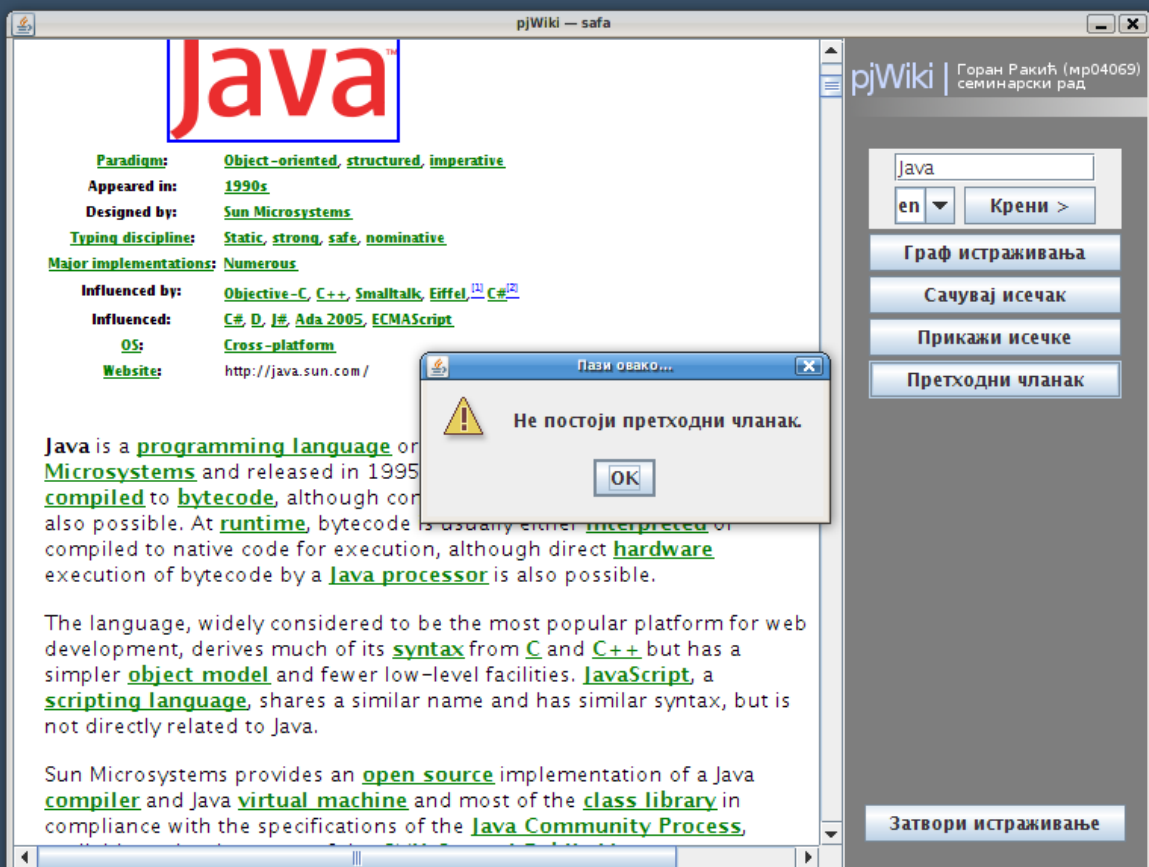 pjWiki — safa
Java™
Paradigm: Object-oriented, structured, imperative
Appeared in: 1990s
Designed by: Sun Microsystems
Typing discipline: Static, strong, safe, nominative
Major implementations: Numerous
Influenced by: Objective-C, C++, Smalltalk, Eiffel,[1] C#[2]
Influenced: C#, D, J#, Ada 2005, ECMAScript
OS: Cross-platform
Website: http://java.sun.com/
Java is a programming language or
Microsystems and released in 1995
compiled to bytecode, although cor
also possible. At runtime, bytecode is usually either interpreted or
compiled to native code for execution, although direct hardware
execution of bytecode by a Java processor is also possible.
The language, widely considered to be the most popular platform for web
development, derives much of its syntax from C and C++ but has a
simpler object model and fewer low-level facilities. JavaScript, a
scripting language, shares a similar name and has similar syntax, but is
not directly related to Java.
Sun Microsystems provides an open source implementation of a Java
compiler and Java virtual machine and most of the class library in
compliance with the specifications of the Java Community Process,
Пази овако...
Не постоји претходни чланак.
OK
pjWiki | Горан Ракић (мр04069)
семинарски рад
Java
en Крени >
Граф истраживања
Сачувај исечак
Прикажи исечке
Претходни чланак
Затвори истраживање